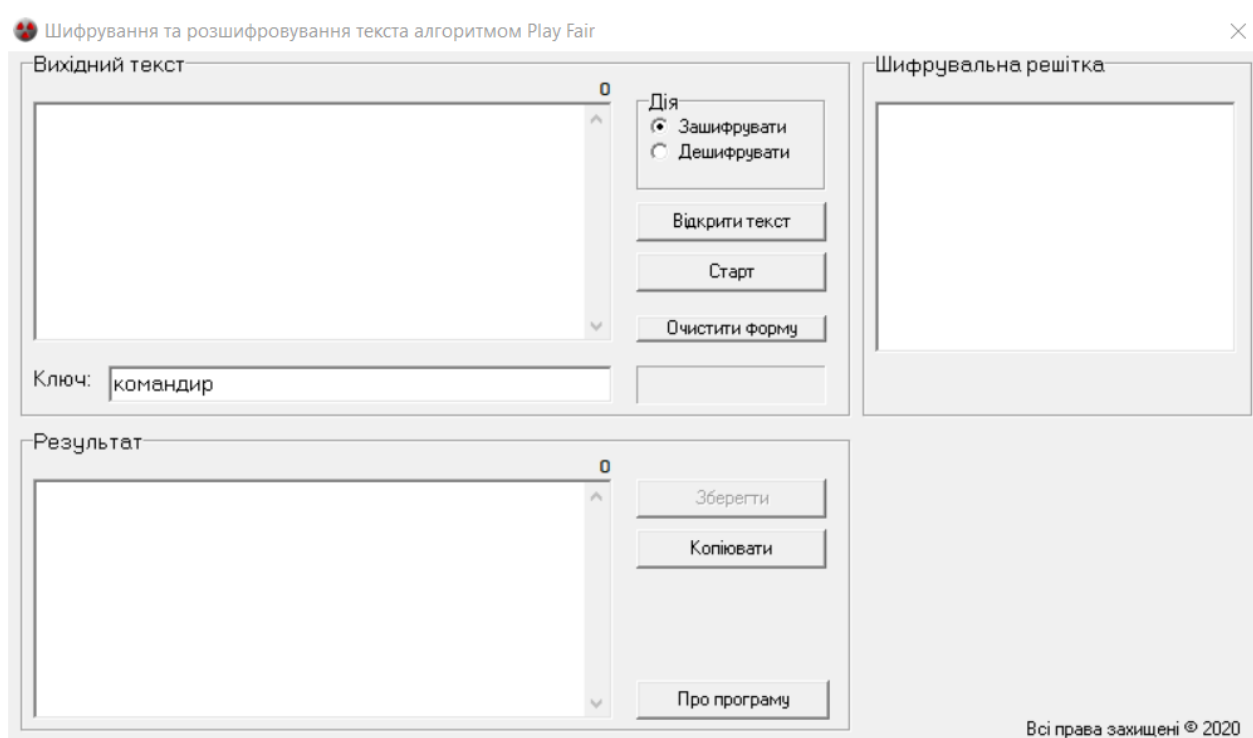 Шифрування та розшифровування текста алгоритмом Play Fair
Вихідний текст
0
Дія
Зашифрувати
Дешифрувати
Відкрити текст
Старт
Очистити форму
Ключ: командир
Шифрувальна решітка
Результат
0
Зберегти
Копіювати
Про програму
Всі права захищені © 2020